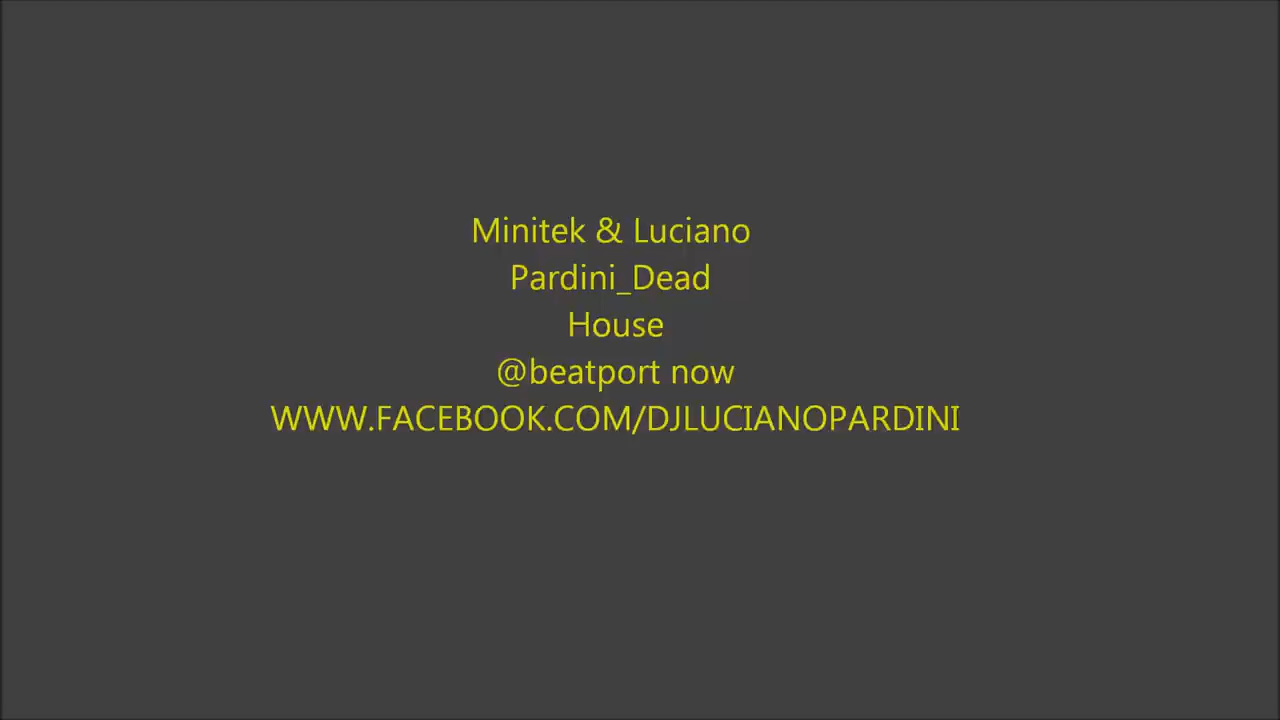 Minitek & Luciano
Pardini_Dead
House
@beatport now
WWW.FACEBOOK.COM/DJLUCIANOPARDINI